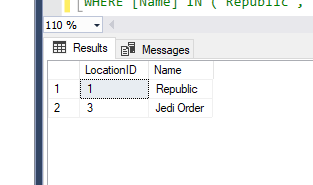 WHERE [Name] IN ( Republic ,
110 %
Results Messages
LocationID Name
1 1 Republic
2 3 Jedi Order